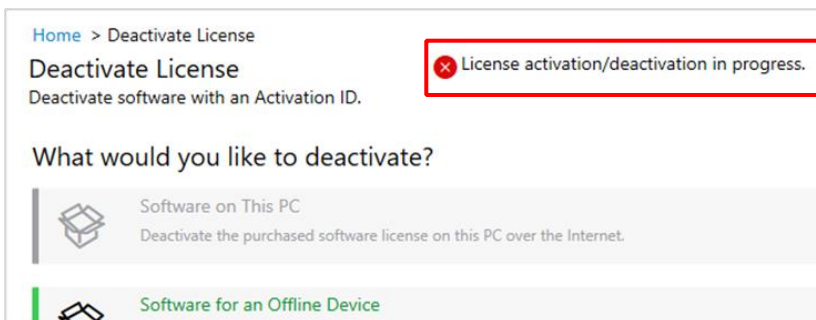 Home > Deactivate License
Deactivate License
License activation/deactivation in progress.
Deactivate software with an Activation ID.
What would you like to deactivate?
Software on This PC
Deactivate the purchased software license on this PC over the Internet.
Software for an Offline Device